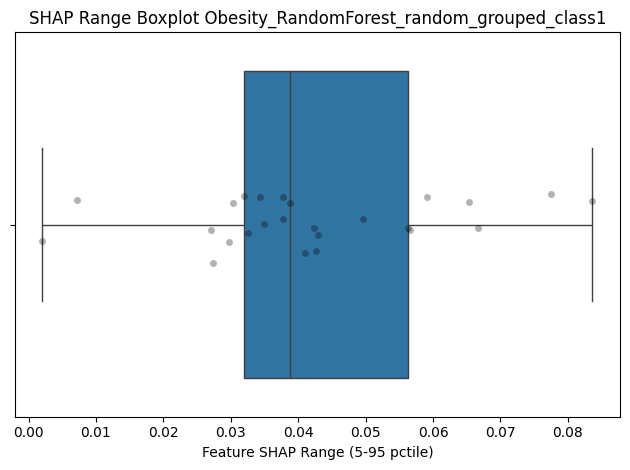 SHAP Range Boxplot Obesity_RandomForest_random_grouped_class1
0.00 0.01 0.02 0.03 0.04 0.05 0.06 0.07 0.08
Feature SHAP Range (5-95 pctile)